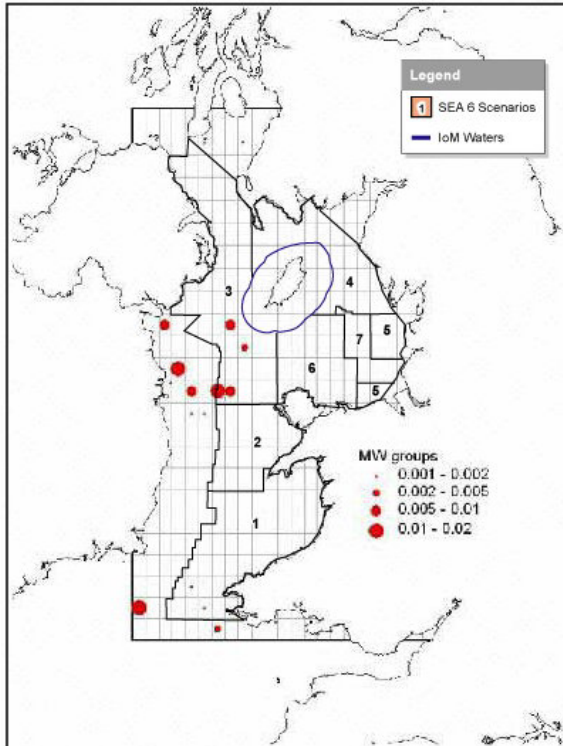 Legend
1 SEA 6 Scenarios
IoM Waters
3
4
7
5
6
5
2
MW groups
0.001 - 0.002
0.002 - 0.005
0.005 - 0.01
0.01 - 0.02
1